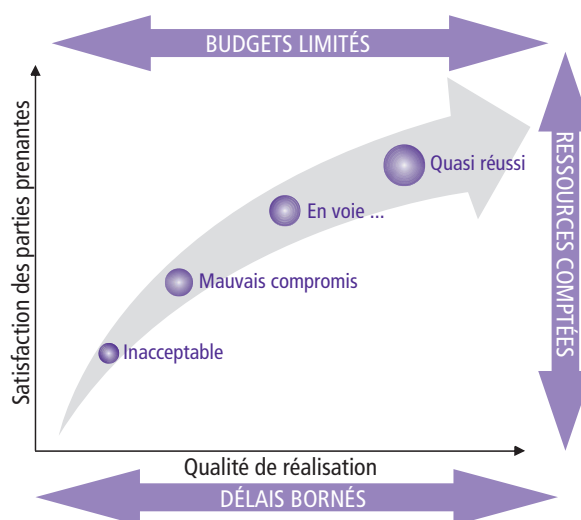 BUDGETS LIMITÉS
Satisfaction des parties prenantes
Quasi réussi
En voie ...
Mauvais compromis
Inacceptable
RESSOURCES COMPTÉES
Qualité de réalisation
DÉLAIS BORNÉS